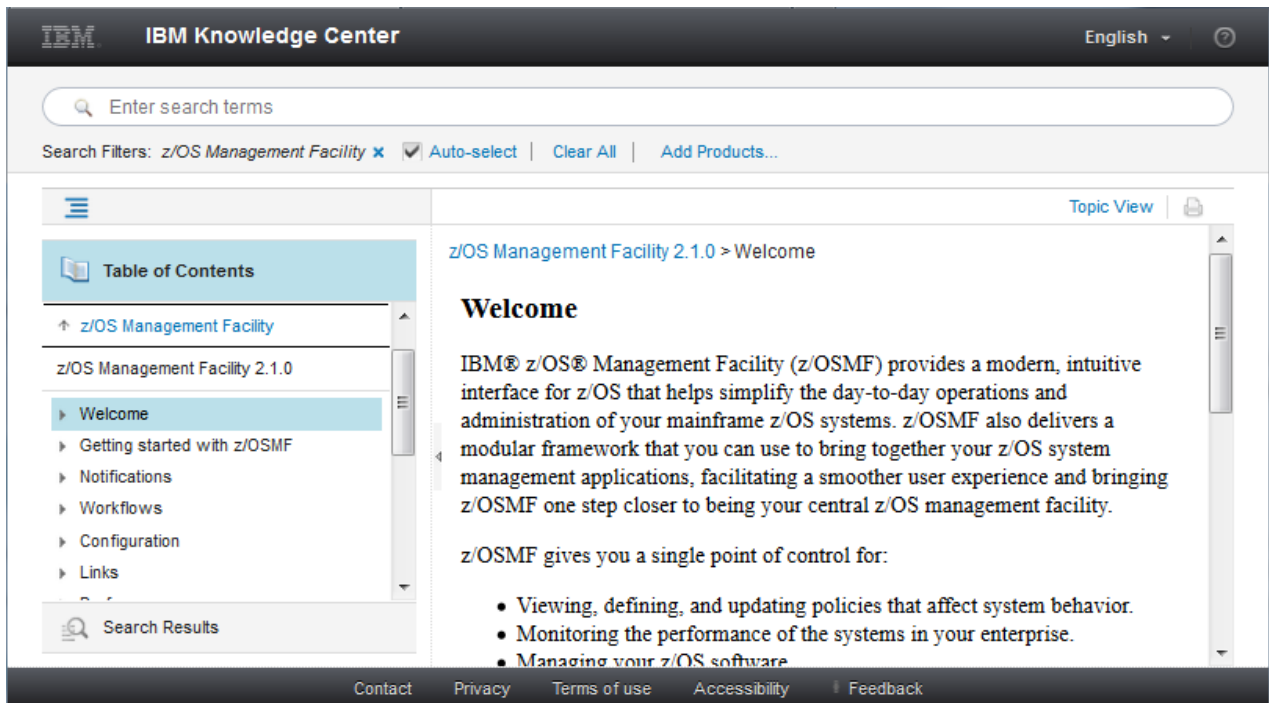 IBM. IBM Knowledge Center English
Enter search terms
Search Filters: z/OS Management Facility × Auto-select | Clear All | Add Products...
Topic View
Table of Contents
z/OS Management Facility
z/OS Management Facility 2.1.0
Welcome
Getting started with z/OSMF
Notifications
Workflows
Configuration
Links
Search Results
z/OS Management Facility 2.1.0 > Welcome
Welcome
IBM® z/OS® Management Facility (z/OSMF) provides a modern, intuitive
interface for z/OS that helps simplify the day-to-day operations and
administration of your mainframe z/OS systems. z/OSMF also delivers a
modular framework that you can use to bring together your z/OS system
management applications, facilitating a smoother user experience and bringing
z/OSMF one step closer to being your central z/OS management facility.
z/OSMF gives you a single point of control for:
• Viewing, defining, and updating policies that affect system behavior.
• Monitoring the performance of the systems in your enterprise.
• Managing your z/OS software
Contact Privacy Terms of use Accessibility Feedback